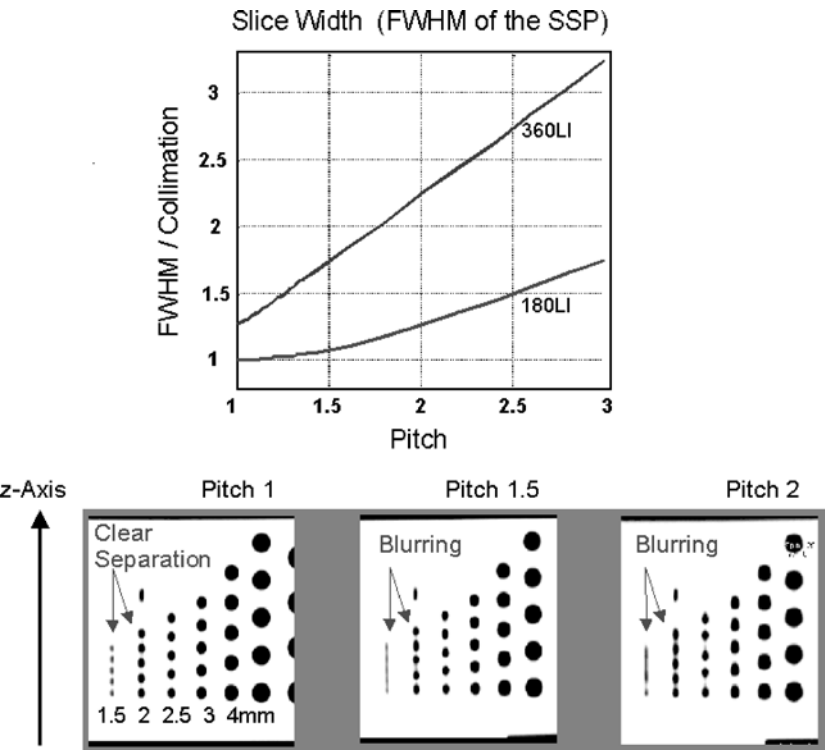 Slice Width (FWHM of the SSP)
FWHM / Collimation
3
2.5
2
1.5
1
360LI
180LI
1 1.5 2 2.5 3
Pitch
z-Axis Pitch 1 Pitch 1.5 Pitch 2
Clear
Separation
Blurring
Blurring
1.5 2 2.5 3 4mm